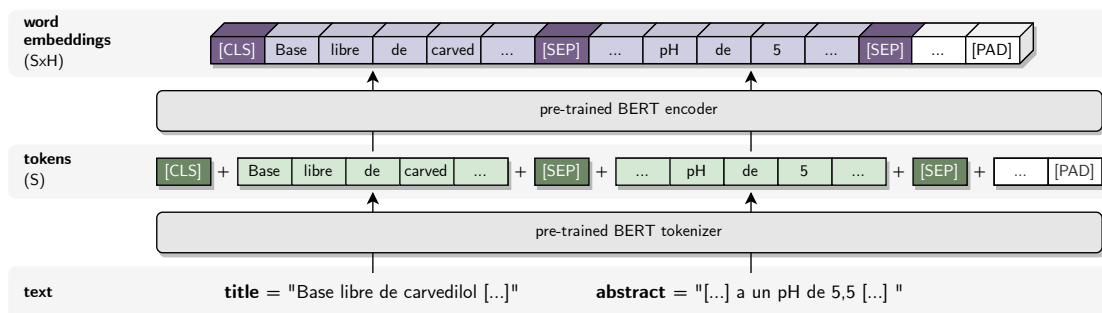 word
embeddings
(SxH)
[CLS] Base libre de carved ... [SEP] ... pH de 5 ... [SEP] ... [PAD]
pre-trained BERT encoder
tokens
(S)
[CLS] + Base libre de carved ... + [SEP] + ... pH de 5 ... + [SEP] + ... [PAD]
pre-trained BERT tokenizer
text
title = "Base libre de carvedilol [...]"
abstract = "[...] a un pH de 5,5 [...] "